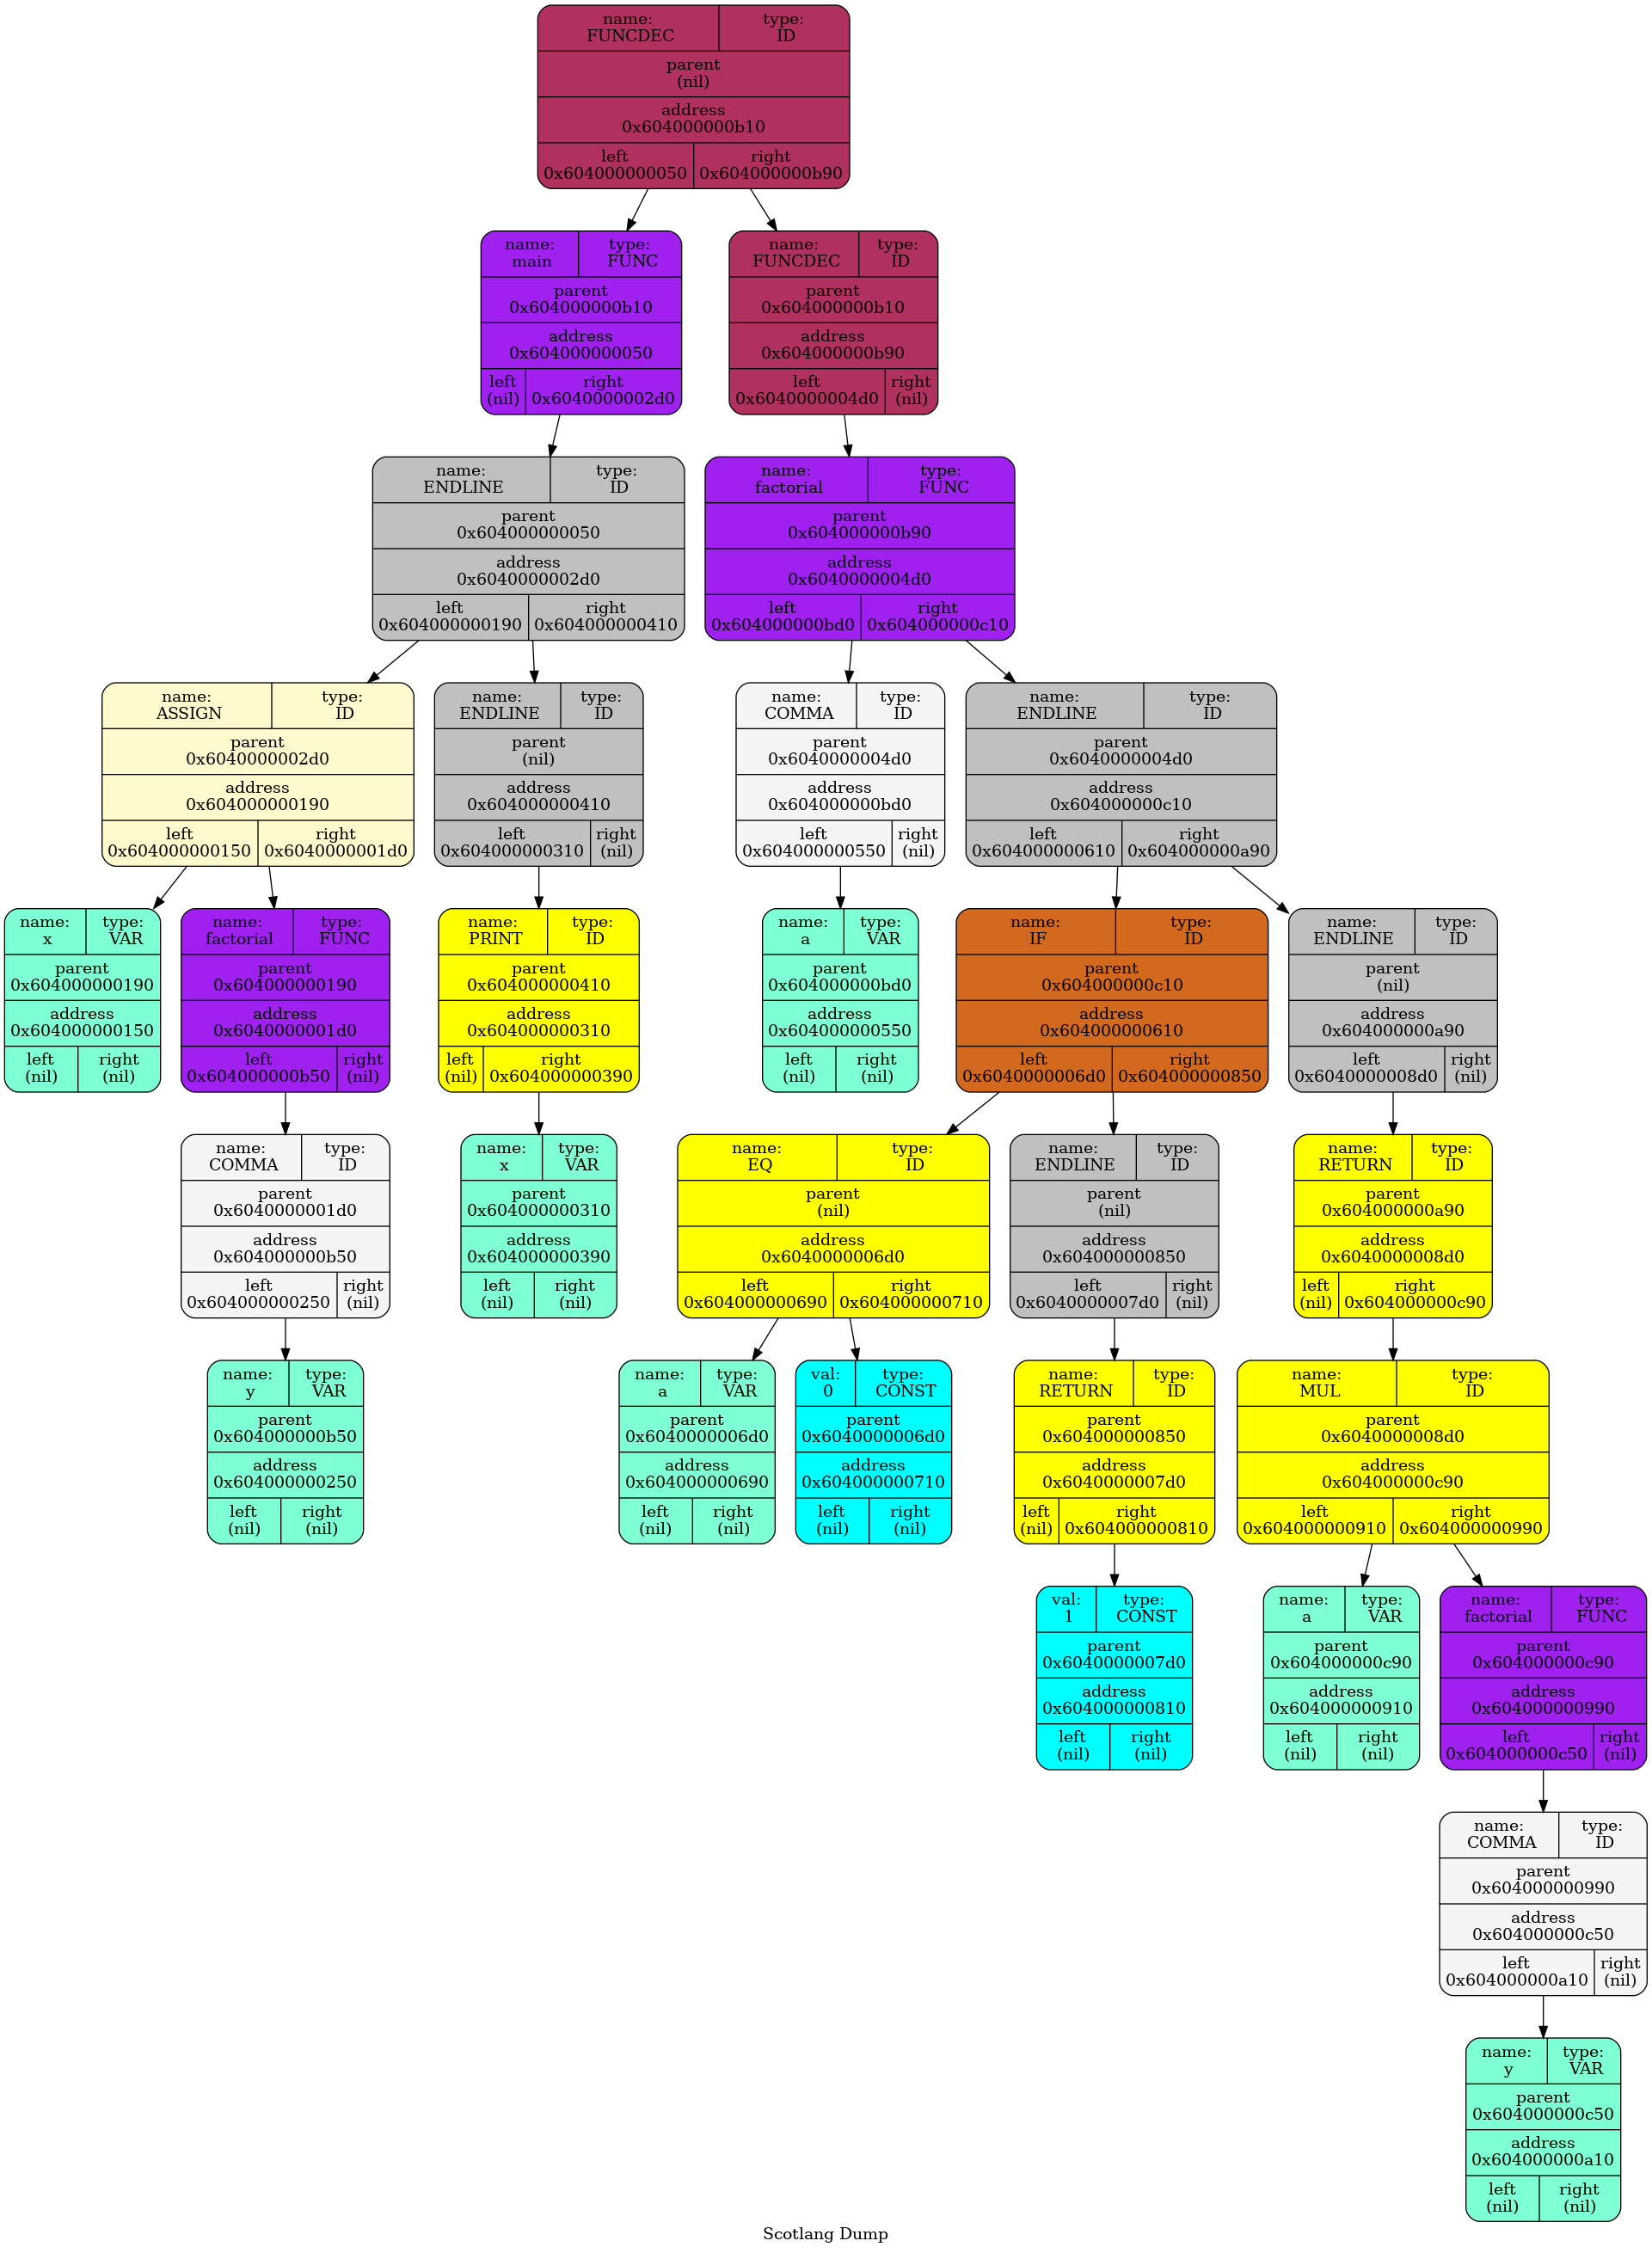 name:
FUNCDEC
type:
ID
parent
(nil)
address
0x604000000b10
left
0x604000000050
right
0x604000000b90
name:
main
type:
FUNC
parent
0x604000000b10
address
0x604000000050
left
(nil)
right
0x6040000002d0
name:
FUNCDEC
type:
ID
parent
0x604000000b10
address
0x604000000b90
left
0x6040000004d0
right
(nil)
name:
ENDLINE
type:
ID
parent
0x604000000050
address
0x6040000002d0
left
0x604000000190
right
0x604000000410
name:
factorial
type:
FUNC
parent
0x604000000b90
address
0x6040000004d0
left
0x604000000bd0
right
0x604000000c10
name:
ASSIGN
type:
ID
parent
0x6040000002d0
address
0x604000000190
left
0x604000000150
right
0x6040000001d0
name:
ENDLINE
type:
ID
parent
(nil)
address
0x604000000410
left
0x604000000310
right
(nil)
name:
COMMA
type:
ID
parent
0x6040000004d0
address
0x604000000bd0
left
0x604000000550
right
(nil)
name:
ENDLINE
type:
ID
parent
0x6040000004d0
address
0x604000000c10
left
0x604000000610
right
0x604000000a90
name:
x
type:
VAR
parent
0x604000000190
address
0x604000000150
left
(nil)
right
(nil)
name:
factorial
type:
FUNC
parent
0x604000000190
address
0x6040000001d0
left
0x604000000b50
right
(nil)
name:
PRINT
type:
ID
parent
0x604000000410
address
0x604000000310
left
(nil)
right
0x604000000390
name:
a
type:
VAR
parent
0x604000000bd0
address
0x604000000550
left
(nil)
right
(nil)
name:
IF
type:
ID
parent
0x604000000c10
address
0x604000000610
left
0x6040000006d0
right
0x604000000850
name:
ENDLINE
type:
ID
parent
(nil)
address
0x604000000a90
left
0x6040000008d0
right
(nil)
name:
COMMA
type:
ID
parent
0x6040000001d0
address
0x604000000b50
left
0x604000000250
right
(nil)
name:
x
type:
VAR
parent
0x604000000310
address
0x604000000390
left
(nil)
right
(nil)
name:
EQ
type:
ID
parent
(nil)
address
0x6040000006d0
left
0x604000000690
right
0x604000000710
name:
ENDLINE
type:
ID
parent
(nil)
address
0x604000000850
left
0x6040000007d0
right
(nil)
name:
RETURN
type:
ID
parent
0x604000000a90
address
0x6040000008d0
left
(nil)
right
0x604000000c90
name:
y
type:
VAR
parent
0x604000000b50
address
0x604000000250
left
(nil)
right
(nil)
name:
a
type:
VAR
parent
0x6040000006d0
address
0x604000000690
left
(nil)
right
(nil)
val:
0
type:
CONST
parent
0x6040000006d0
address
0x604000000710
left
(nil)
right
(nil)
name:
RETURN
type:
ID
parent
0x604000000850
address
0x6040000007d0
left
(nil)
right
0x604000000810
name:
MUL
type:
ID
parent
0x6040000008d0
address
0x604000000c90
left
0x604000000910
right
0x604000000990
val:
1
type:
CONST
parent
0x6040000007d0
address
0x604000000810
left
(nil)
right
(nil)
name:
a
type:
VAR
parent
0x604000000c90
address
0x604000000910
left
(nil)
right
(nil)
name:
factorial
type:
FUNC
parent
0x604000000c90
address
0x604000000990
left
0x604000000c50
right
(nil)
name:
COMMA
type:
ID
parent
0x604000000990
address
0x604000000c50
left
0x604000000a10
right
(nil)
name:
y
type:
VAR
parent
0x604000000c50
address
0x604000000a10
left
(nil)
right
(nil)
Scotlang Dump